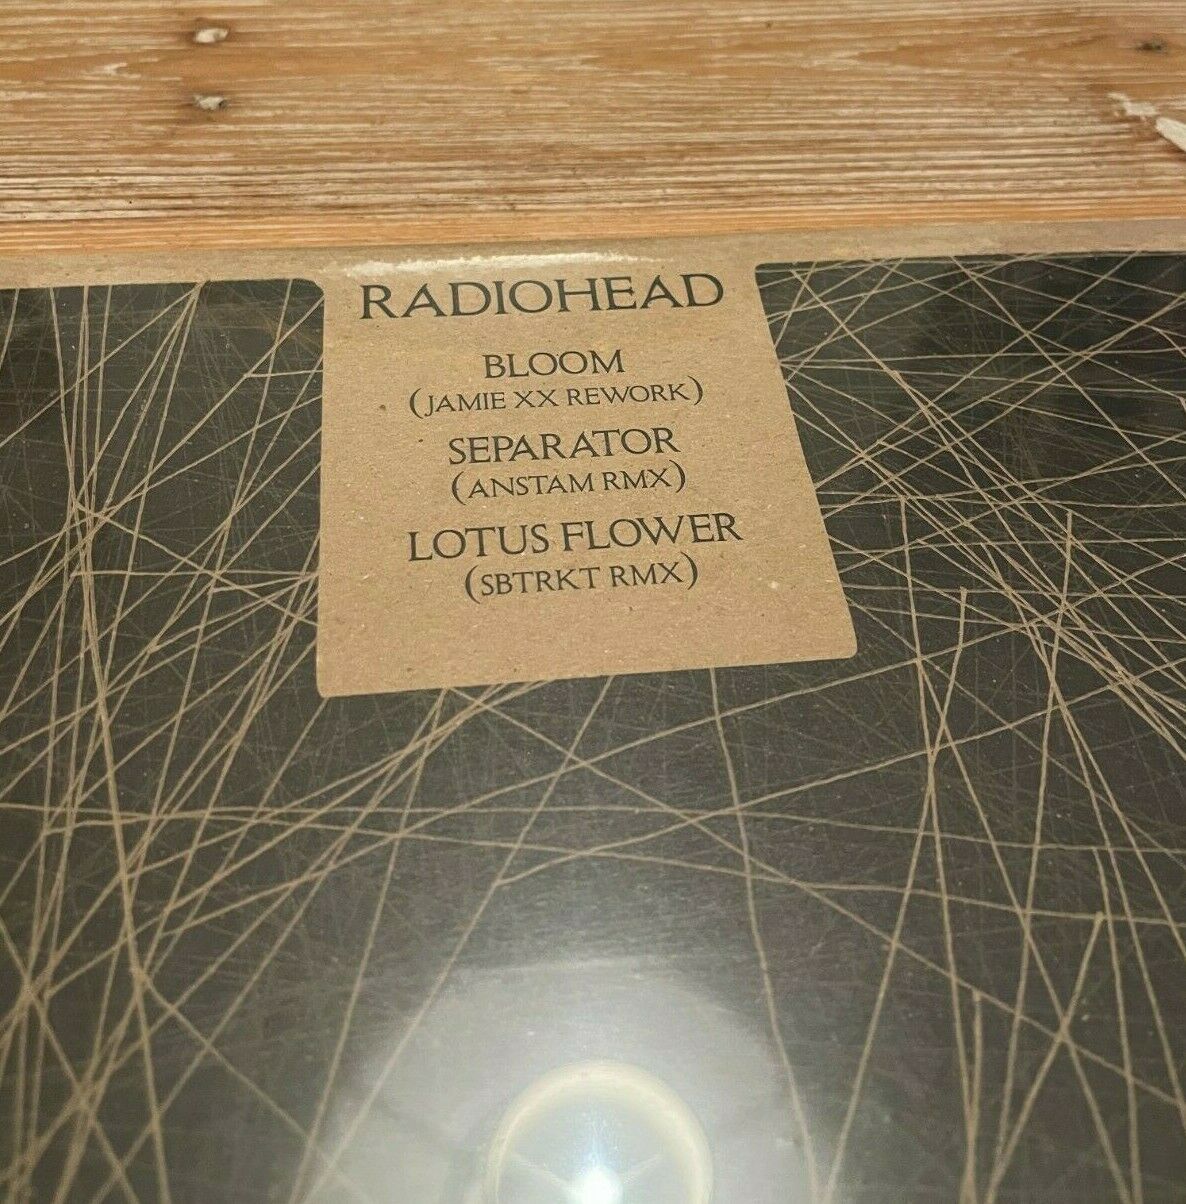 RADIOHEAD
BLOOM
(JAMIE XX REWORK)
SEPARATOR
(ANSTAM RMX)
LOTUS FLOWER
(SBTRKT RMX)